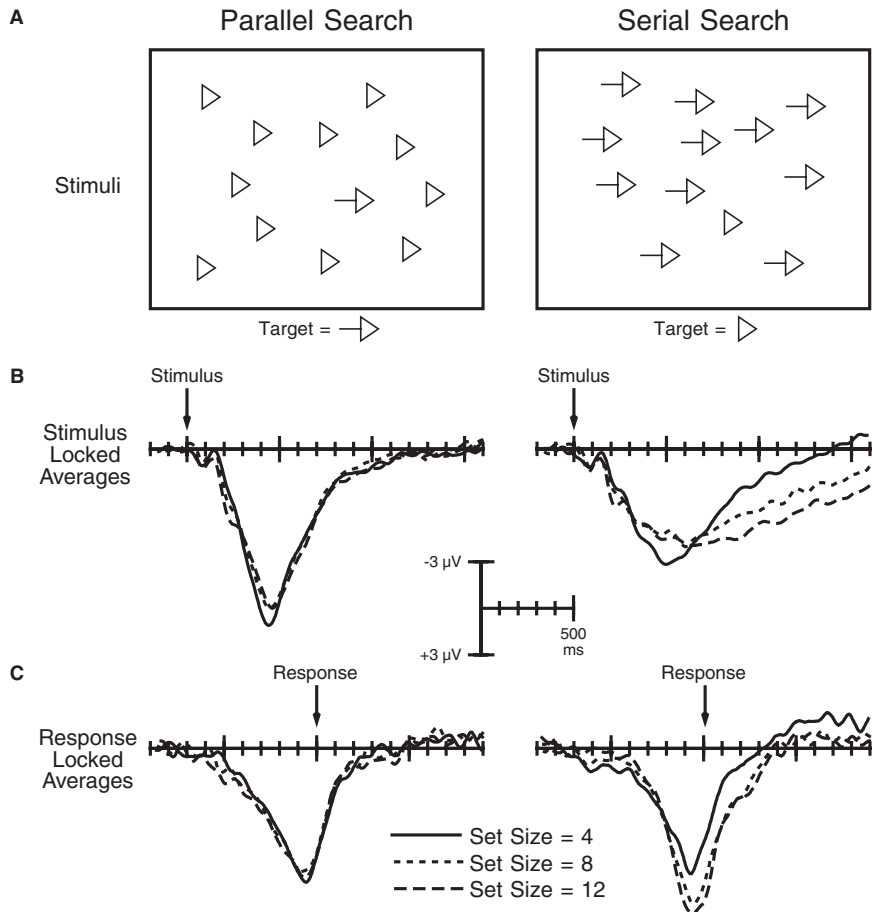 A
Parallel Search
Serial Search
Stimuli
Target =
Target =
B
Stimulus
Stimulus
Stimulus
Locked
Averages
-3 µV
+3 µV
500
ms
C
Response
Response
Response
Locked
Averages
Set Size = 4
Set Size = 8
Set Size = 12